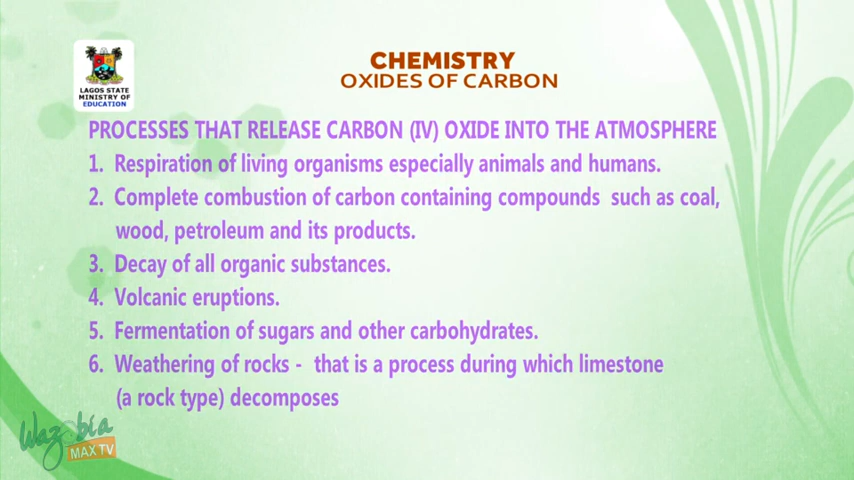 LAGOS STATE
MINISTRY OF
EDUCATION
CHEMISTRY
OXIDES OF CARBON
PROCESSES THAT RELEASE CARBON (IV) OXIDE INTO THE ATMOSPHERE
1. Respiration of living organisms especially animals and humans.
2. Complete combustion of carbon containing compounds such as coal,
wood, petroleum and its products.
3. Decay of all organic substances.
4. Volcanic eruptions.
5. Fermentation of sugars and other carbohydrates.
6. Weathering of rocks - that is a process during which limestone
(a rock type) decomposes
Wazobia
MAX TV